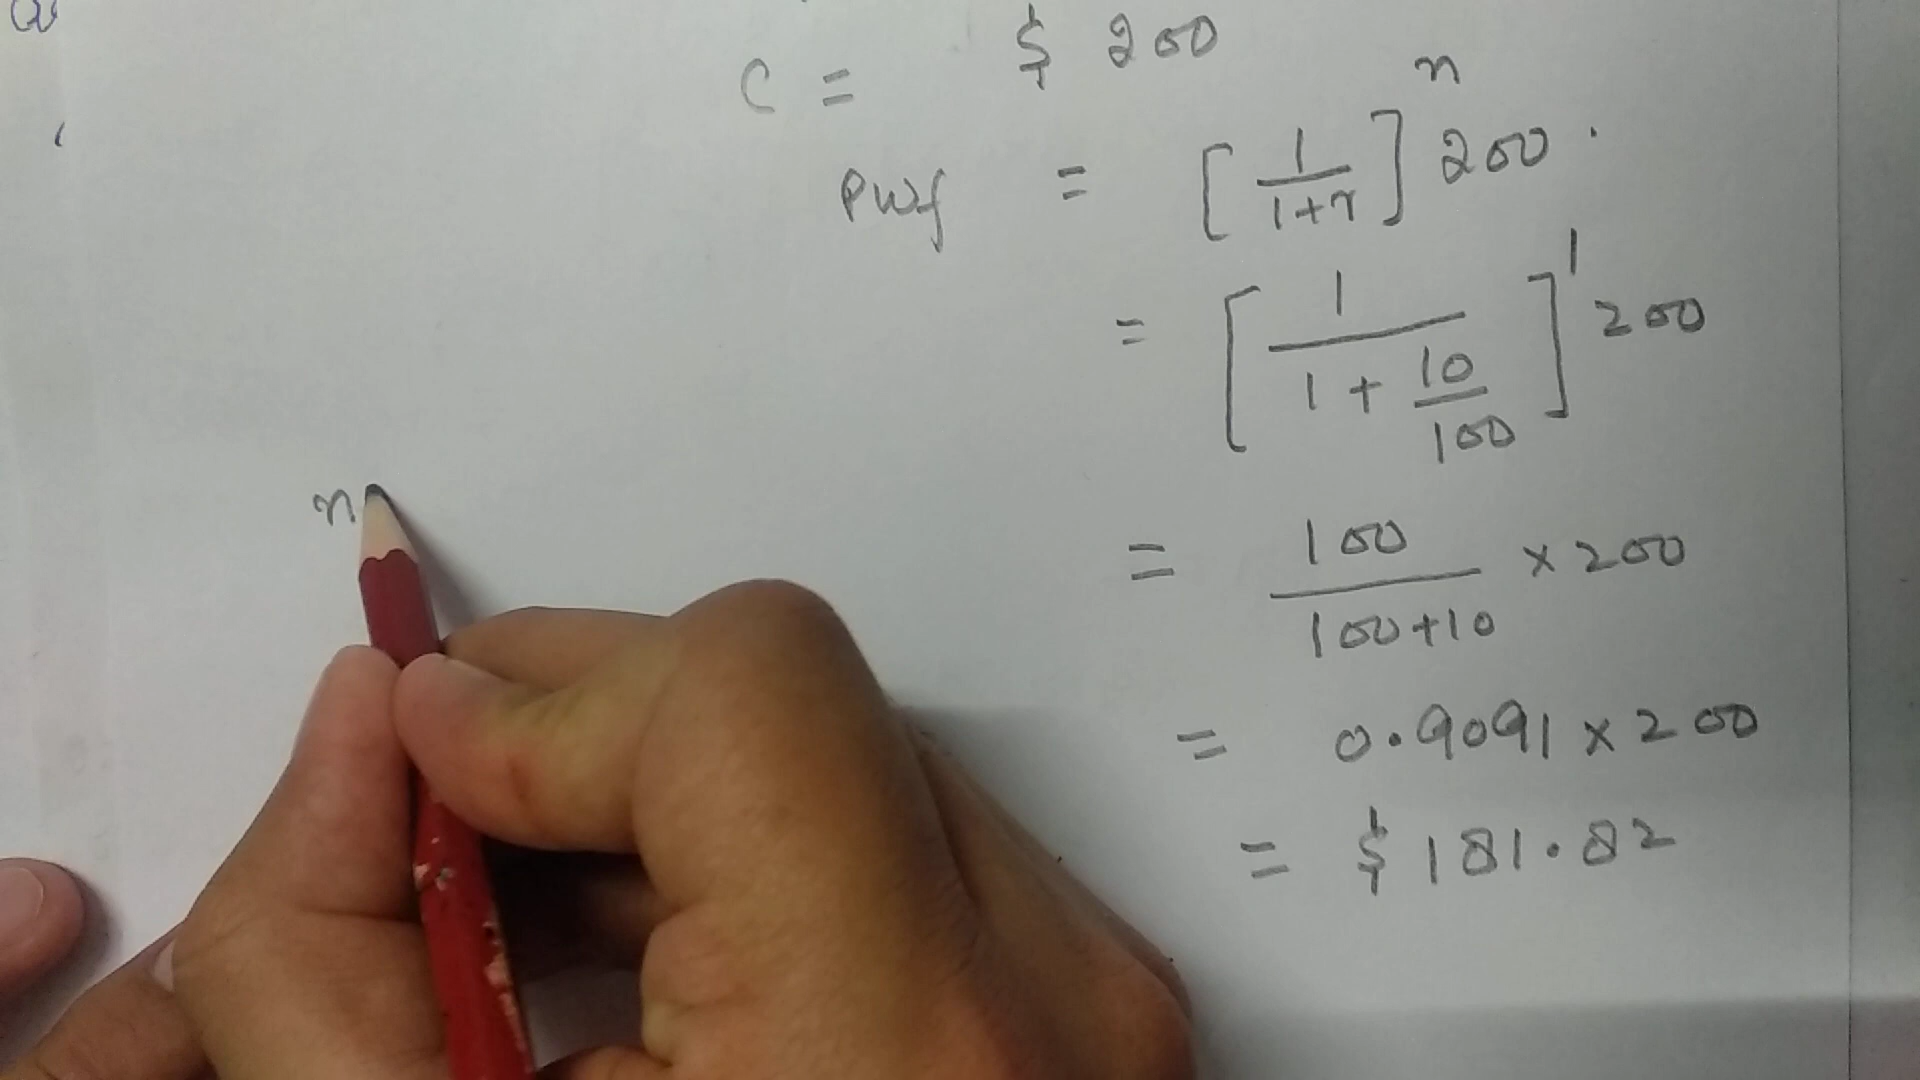 C = $ 200
Pwf = [1/1+r]^n 200.
= [1/1+10/100]^1 200
= 100/100+10 × 200
n
= 0.9091 × 200
= $ 181.82